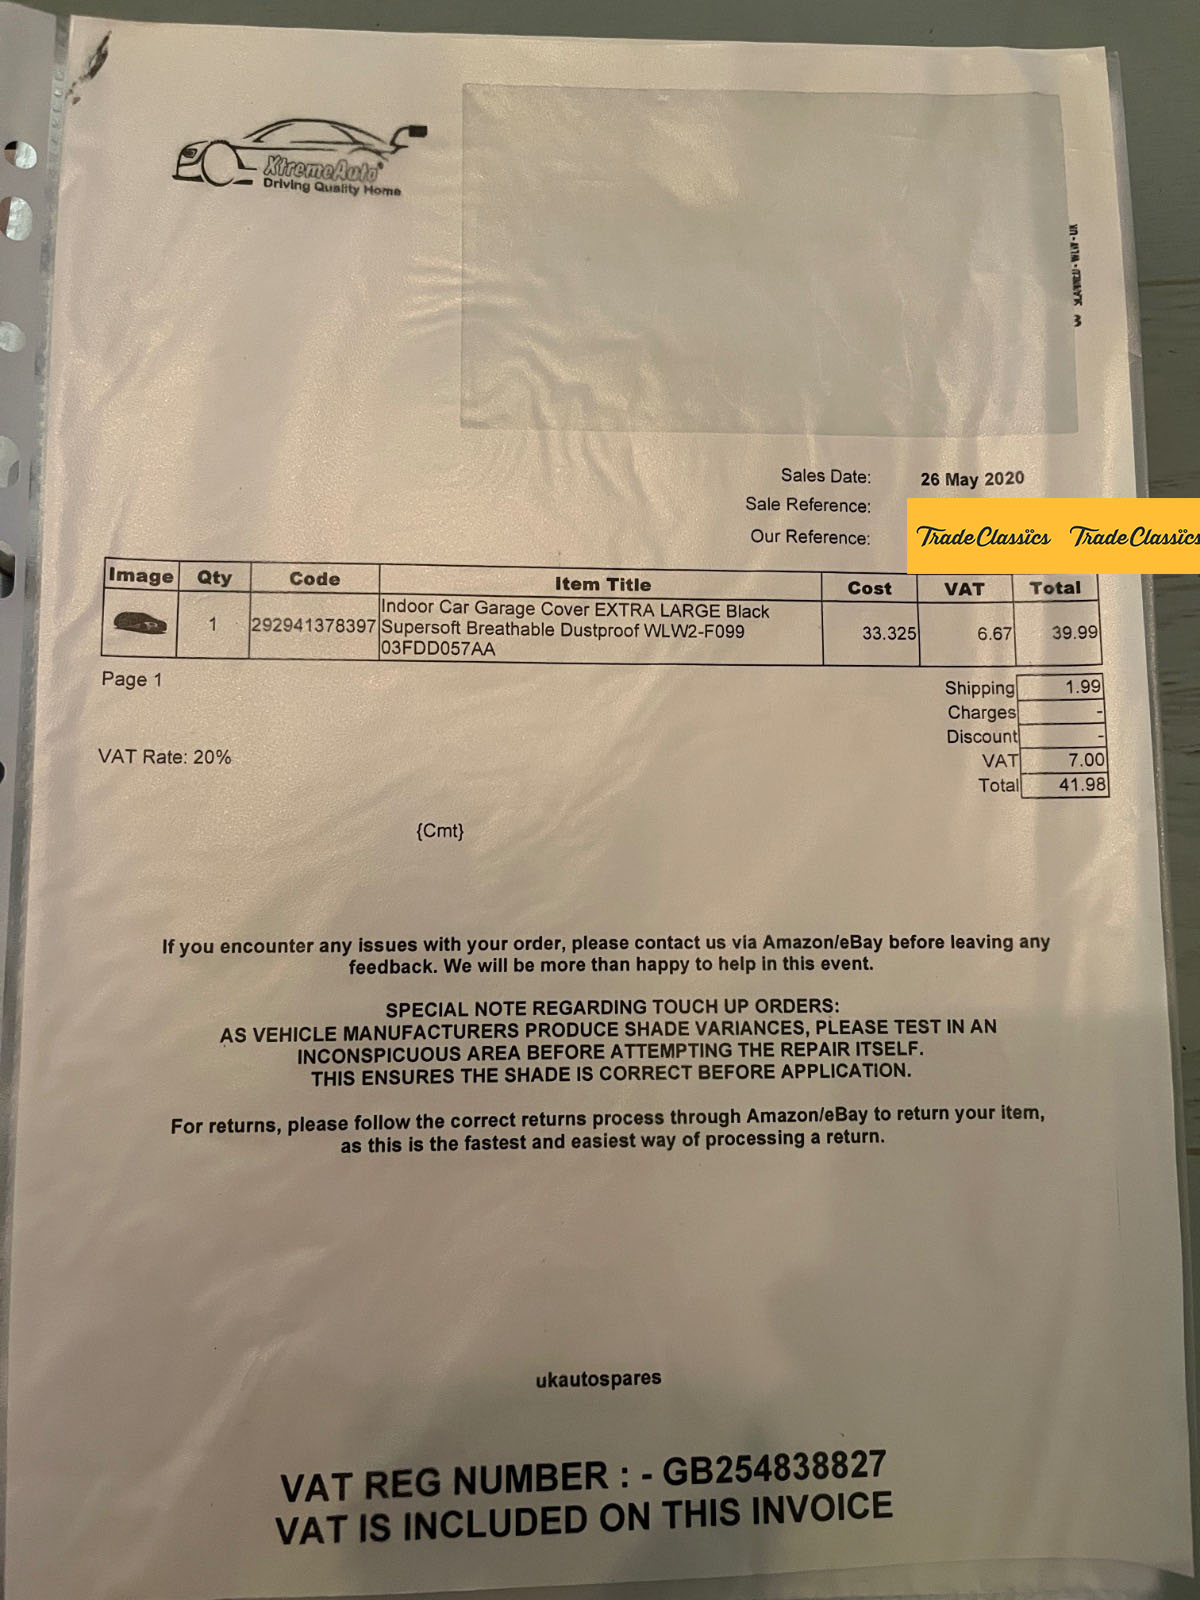 XtremeAuto®
Driving Quality Home
Sales Date: 26 May 2020
Sale Reference:
Our Reference:
TradeClassics TradeClassics
Image Qty Code Item Title Cost VAT Total
1 292941378397 Indoor Car Garage Cover EXTRA LARGE Black
Supersoft Breathable Dustproof WLW2-F099
03FDD057AA
33.325 6.67 39.99
Page 1
Shipping 1.99
Charges -
Discount -
VAT 7.00
Total 41.98
VAT Rate: 20%
{Cmt}
If you encounter any issues with your order, please contact us via Amazon/eBay before leaving any
feedback. We will be more than happy to help in this event.
SPECIAL NOTE REGARDING TOUCH UP ORDERS:
AS VEHICLE MANUFACTURERS PRODUCE SHADE VARIANCES, PLEASE TEST IN AN
INCONSPICUOUS AREA BEFORE ATTEMPTING THE REPAIR ITSELF.
THIS ENSURES THE SHADE IS CORRECT BEFORE APPLICATION.
For returns, please follow the correct returns process through Amazon/eBay to return your item,
as this is the fastest and easiest way of processing a return.
ukautospares
VAT REG NUMBER : - GB254838827
VAT IS INCLUDED ON THIS INVOICE